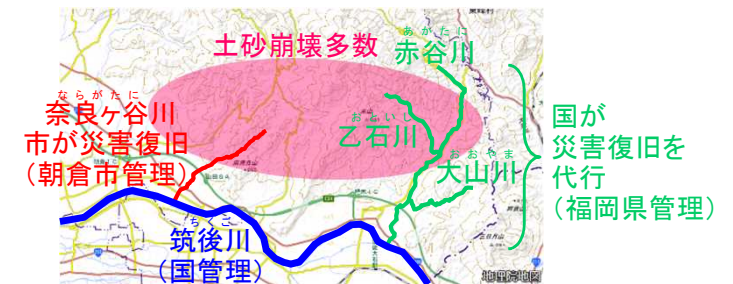 土砂崩壊多数
あかたに
赤谷川
ならがたに
奈良ヶ谷川
市が災害復旧
(朝倉市管理)
おといし
乙石川
おおやま
大山川
国が
災害復旧を
代行
(福岡県管理)
ちくご
筑後川
(国管理)
地理院地図